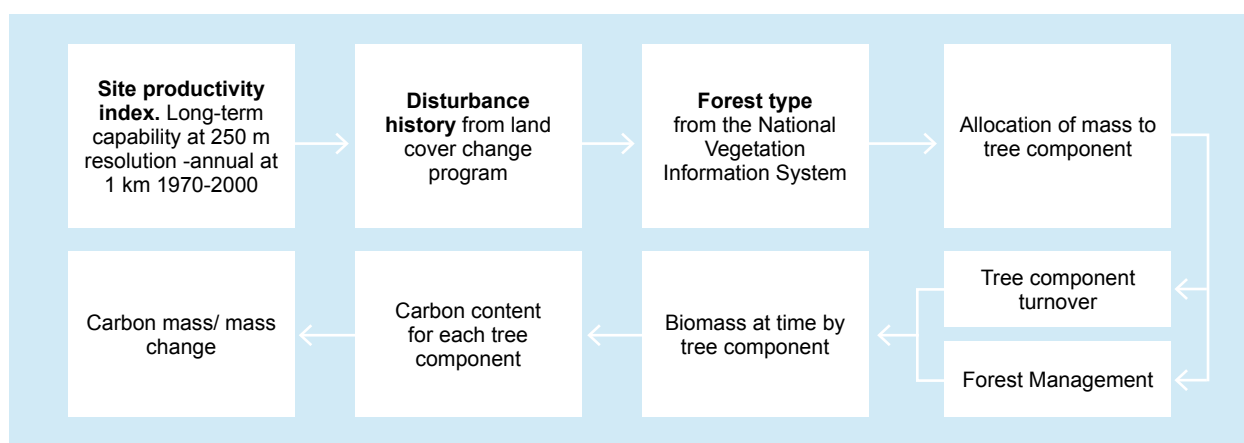 Site productivity
index. Long-term
capability at 250 m
resolution -annual at
1 km 1970-2000
Disturbance
history from land
cover change
program
Forest type
from the National
Vegetation
Information System
Allocation of mass to
tree component
Tree component
turnover
Forest Management
Biomass at time by
tree component
Carbon content
for each tree
component
Carbon mass/ mass
change